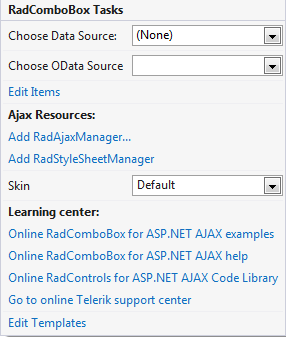 RadComboBox Tasks
Choose Data Source: (None)
Choose OData Source
Edit Items
Ajax Resources:
Add RadAjaxManager...
Add RadStyleSheetManager
Skin Default
Learning center:
Online RadComboBox for ASP.NET AJAX examples
Online RadComboBox for ASP.NET AJAX help
Online RadControls for ASP.NET AJAX Code Library
Go to online Telerik support center
Edit Templates